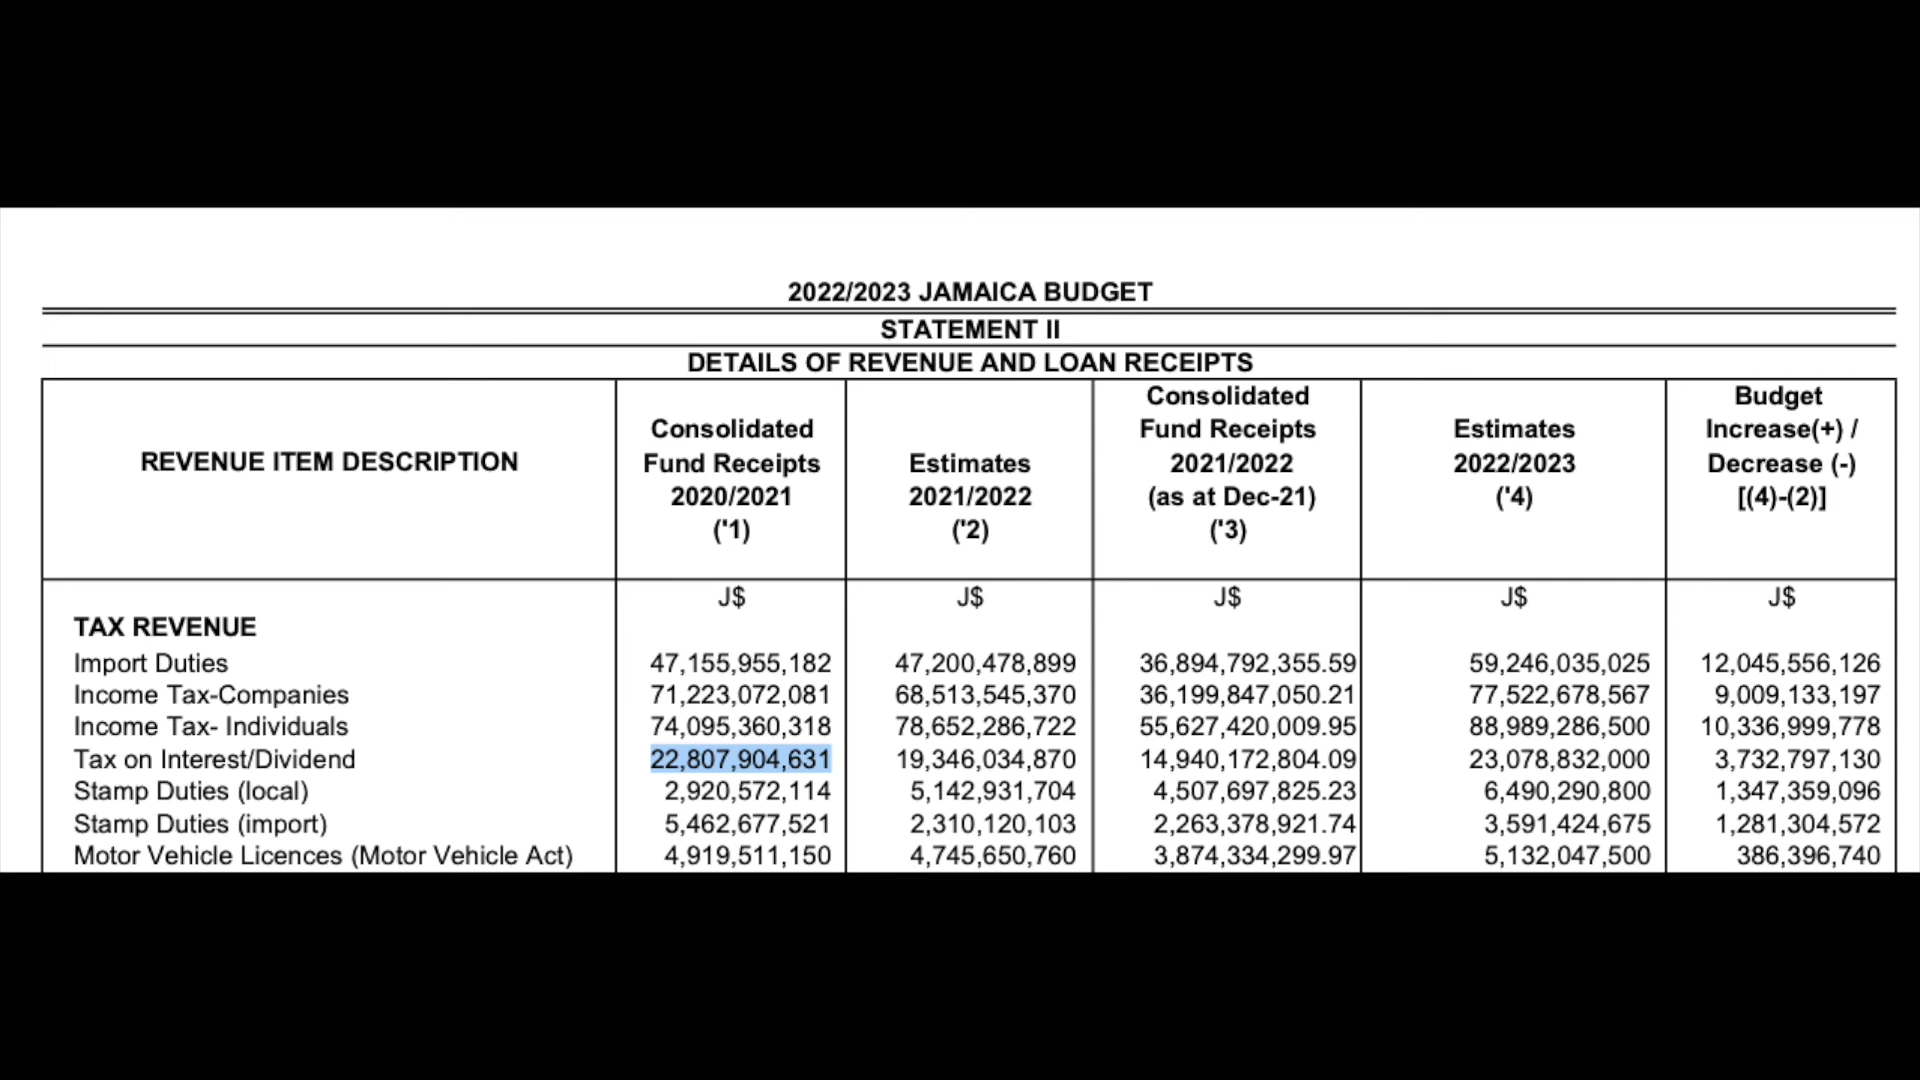 2022/2023 JAMAICA BUDGET
STATEMENT II
DETAILS OF REVENUE AND LOAN RECEIPTS
REVENUE ITEM DESCRIPTION
Consolidated
Fund Receipts
2020/2021
('1)
Estimates
2021/2022
('2)
Consolidated
Fund Receipts
2021/2022
(as at Dec-21)
('3)
Estimates
2022/2023
('4)
Budget
Increase(+) /
Decrease (-)
[(4)-(2)]
J$ J$ J$ J$ J$
TAX REVENUE
Import Duties 47,155,955,182 47,200,478,899 36,894,792,355.59 59,246,035,025 12,045,556,126
Income Tax-Companies 71,223,072,081 68,513,545,370 36,199,847,050.21 77,522,678,567 9,009,133,197
Income Tax- Individuals 74,095,360,318 78,652,286,722 55,627,420,009.95 88,989,286,500 10,336,999,778
Tax on Interest/Dividend 22,807,904,631 19,346,034,870 14,940,172,804.09 23,078,832,000 3,732,797,130
Stamp Duties (local) 2,920,572,114 5,142,931,704 4,507,697,825.23 6,490,290,800 1,347,359,096
Stamp Duties (import) 5,462,677,521 2,310,120,103 2,263,378,921.74 3,591,424,675 1,281,304,572
Motor Vehicle Licences (Motor Vehicle Act) 4,919,511,150 4,745,650,760 3,874,334,299.97 5,132,047,500 386,396,740